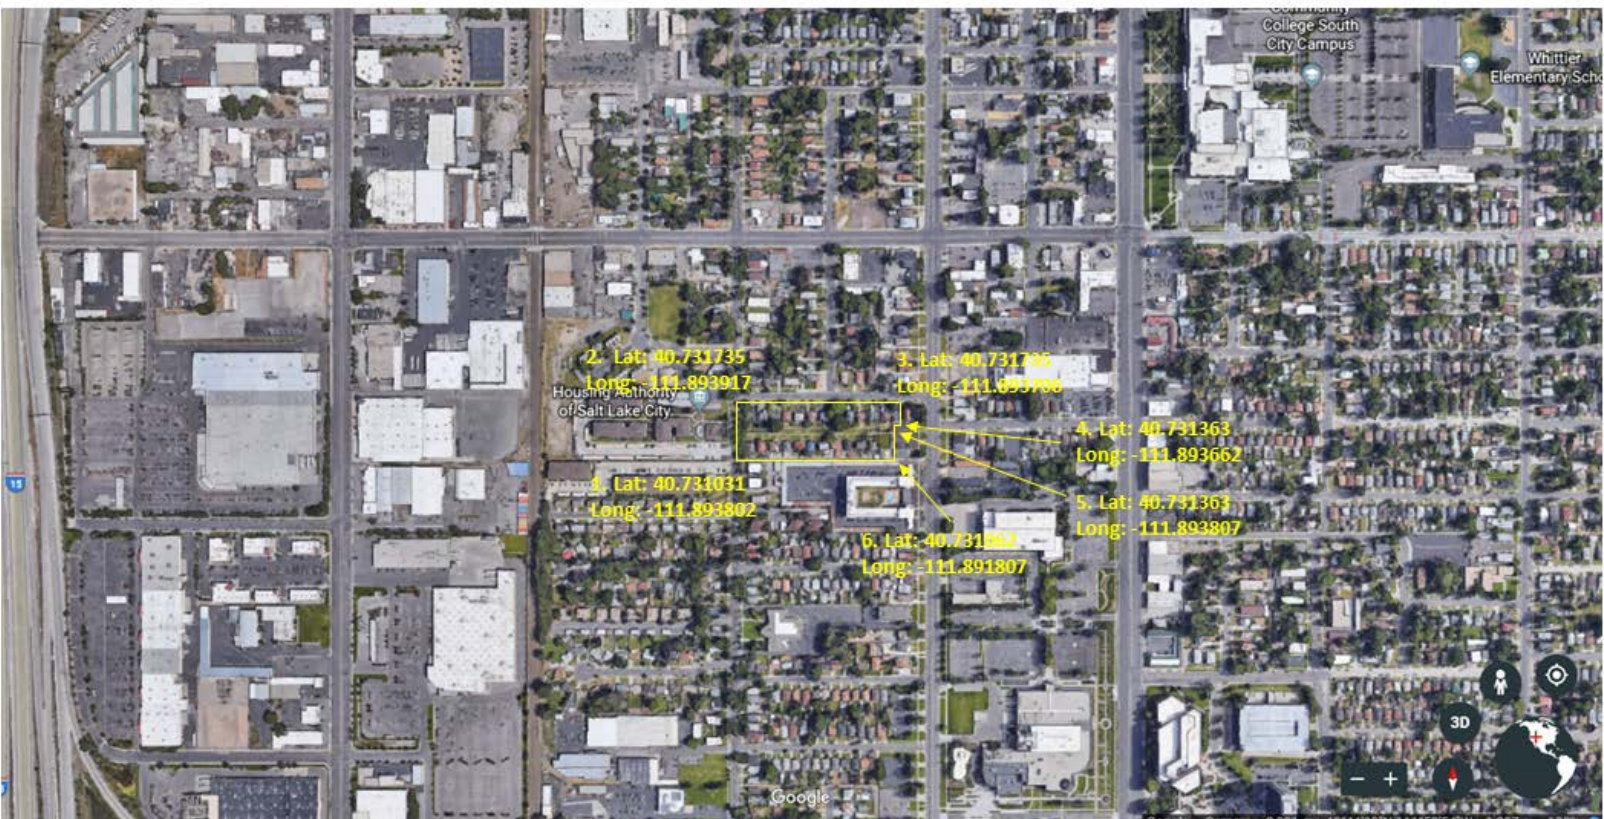 Community
College South
City Campus
Whittier
Elementary Scho
2. Lat: 40.731735
Long: -111.893917
3. Lat: 40.731735
Long:
Housing Authority
of Salt Lake City
4. Lat: 40.731363
Long: -111.893662
1. Lat: 40.731031
Long: -111.893802
5. Lat: 40.731363
Long: -111.893807
6. Lat:
Long: -111.891807
15
3D
Google